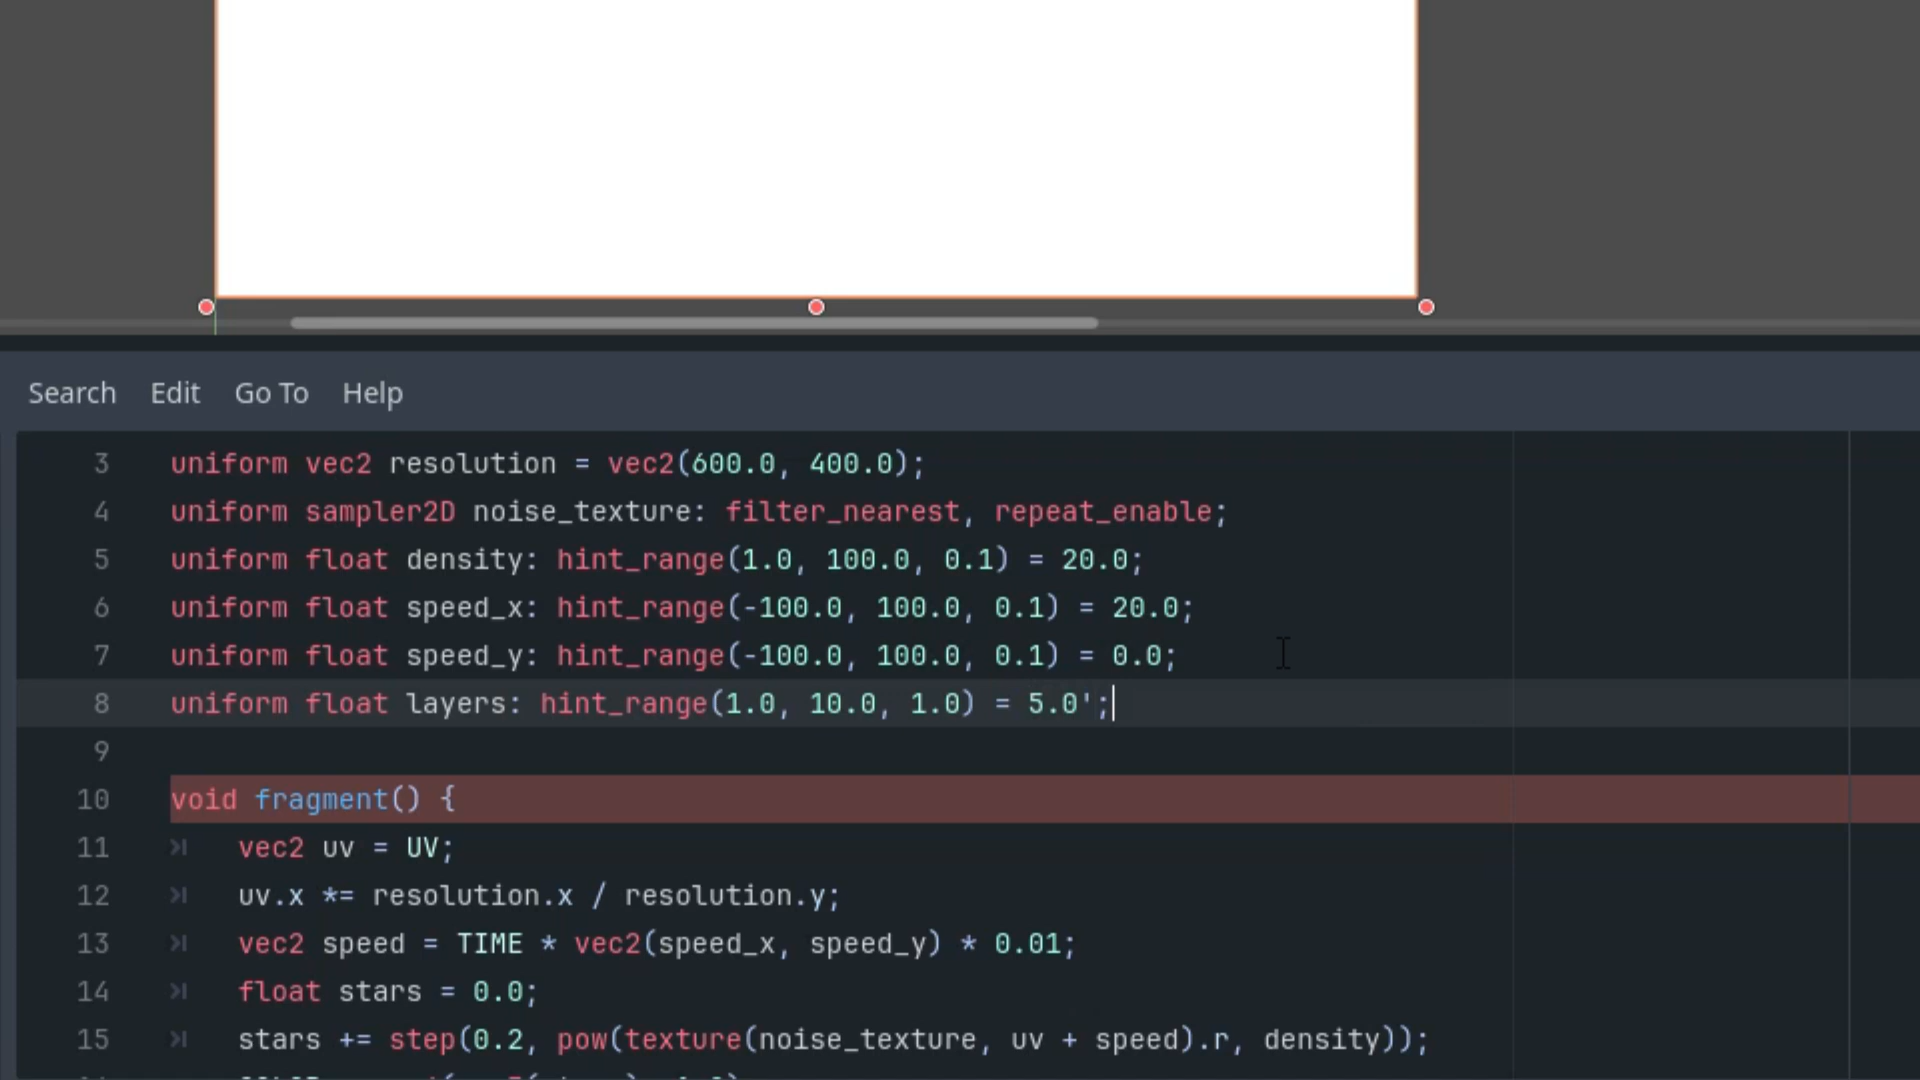 Search Edit Go To Help
3 uniform vec2 resolution = vec2(600.0, 400.0);
4 uniform sampler2D noise_texture: filter_nearest, repeat_enable;
5 uniform float density: hint_range(1.0, 100.0, 0.1) = 20.0;
6 uniform float speed_x: hint_range(-100.0, 100.0, 0.1) = 20.0;
7 uniform float speed_y: hint_range(-100.0, 100.0, 0.1) = 0.0;
8 uniform float layers: hint_range(1.0, 10.0, 1.0) = 5.0';
9
10 void fragment() {
11 vec2 uv = UV;
12 uv.x *= resolution.x / resolution.y;
13 vec2 speed = TIME * vec2(speed_x, speed_y) * 0.01;
14 float stars = 0.0;
15 stars += step(0.2, pow(texture(noise_texture, uv + speed).r, density));